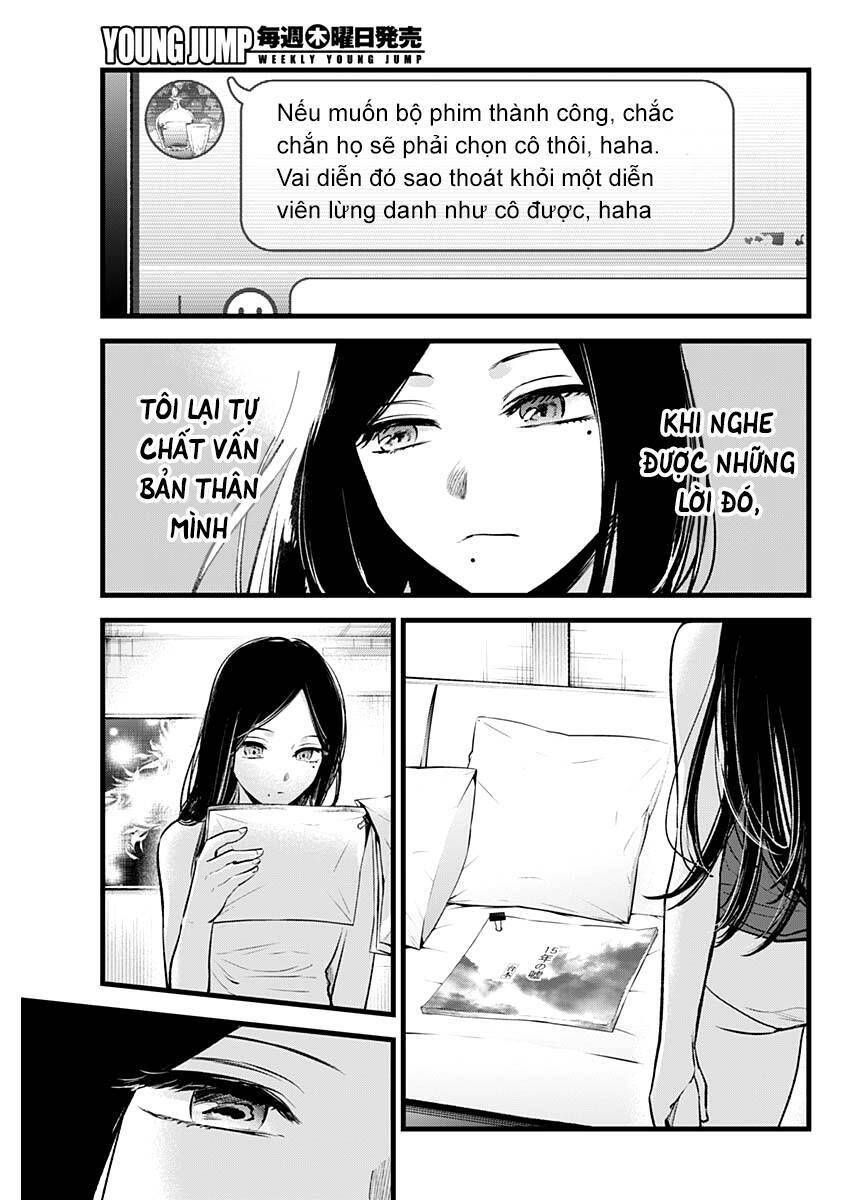 YOUNG JUMP 毎週木曜日発売
WEEKLY YOUNG JUMP
Nếu muốn bộ phim thành công, chắc
chắn họ sẽ phải chọn cô thôi, haha.
Vai diễn đó sao thoát khỏi một diễn
viên lừng danh như cô được, haha
KHI NGHE
ĐƯỢC NHỮNG
LỜI ĐÓ,
TÔI LẠI TỰ
CHẤT VẤN
BẢN THÂN
MÌNH
15年の嘘
台本